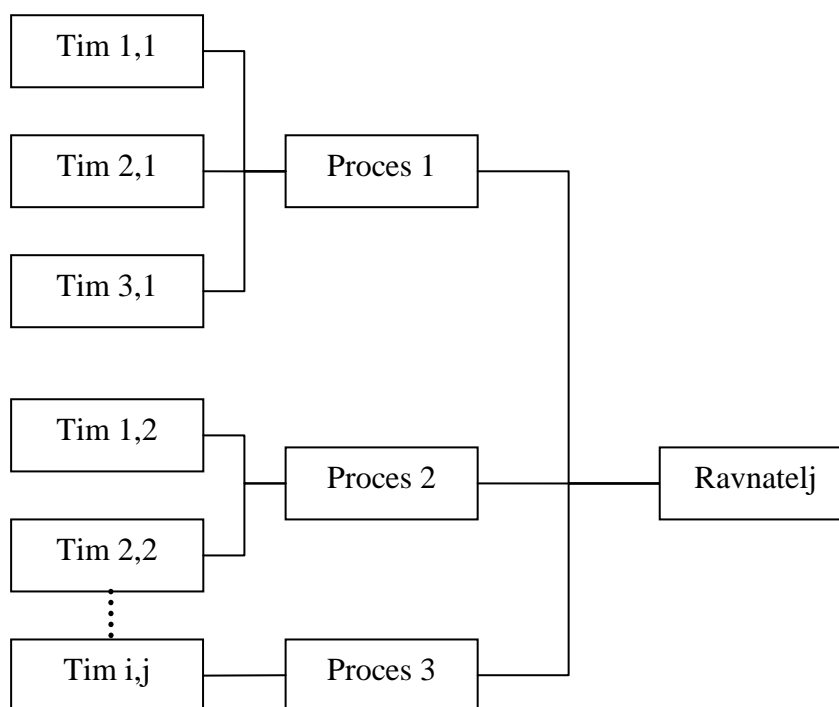 Tim 1,1
Tim 2,1
Proces 1
Tim 3,1
Tim 1,2
Proces 2
Ravnatelj
Tim 2,2
Tim i,j
Proces 3